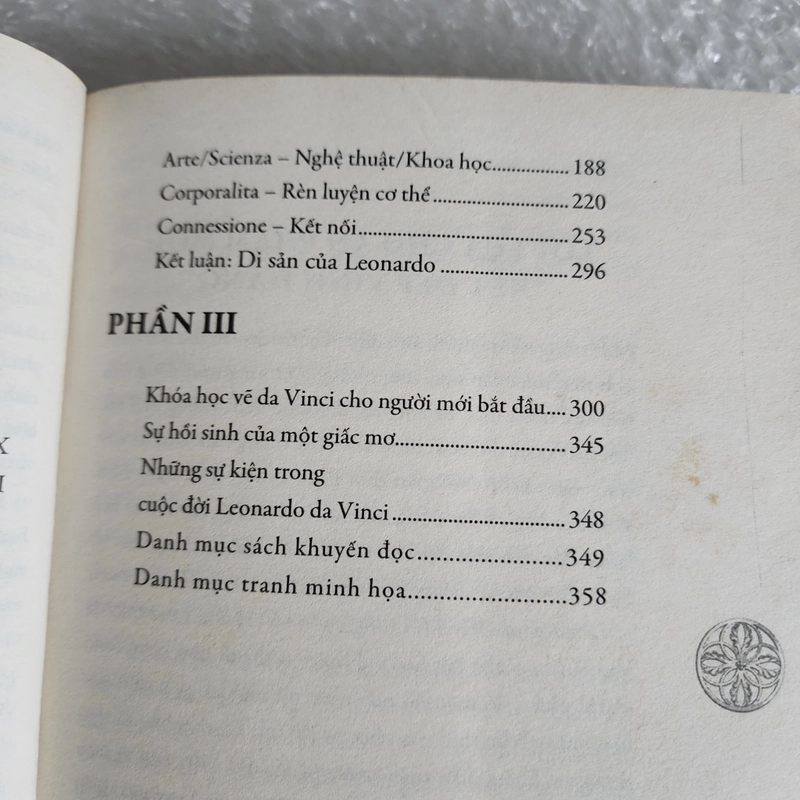 Arte/Scienza – Nghệ thuật/Khoa học................. 188
Corporalita – Rèn luyện cơ thể........................ 220
Connessione – Kết nối..................................... 253
Kết luận: Di sản của Leonardo ...................... 296
PHẦN III
Khóa học vẽ da Vinci cho người mới bắt đầu.... 300
Sự hồi sinh của một giấc mơ.............................. 345
Những sự kiện trong
cuộc đời Leonardo da Vinci .............................. 348
Danh mục sách khuyến đọc......................... 349
Danh mục tranh minh họa........................... 358
X
I